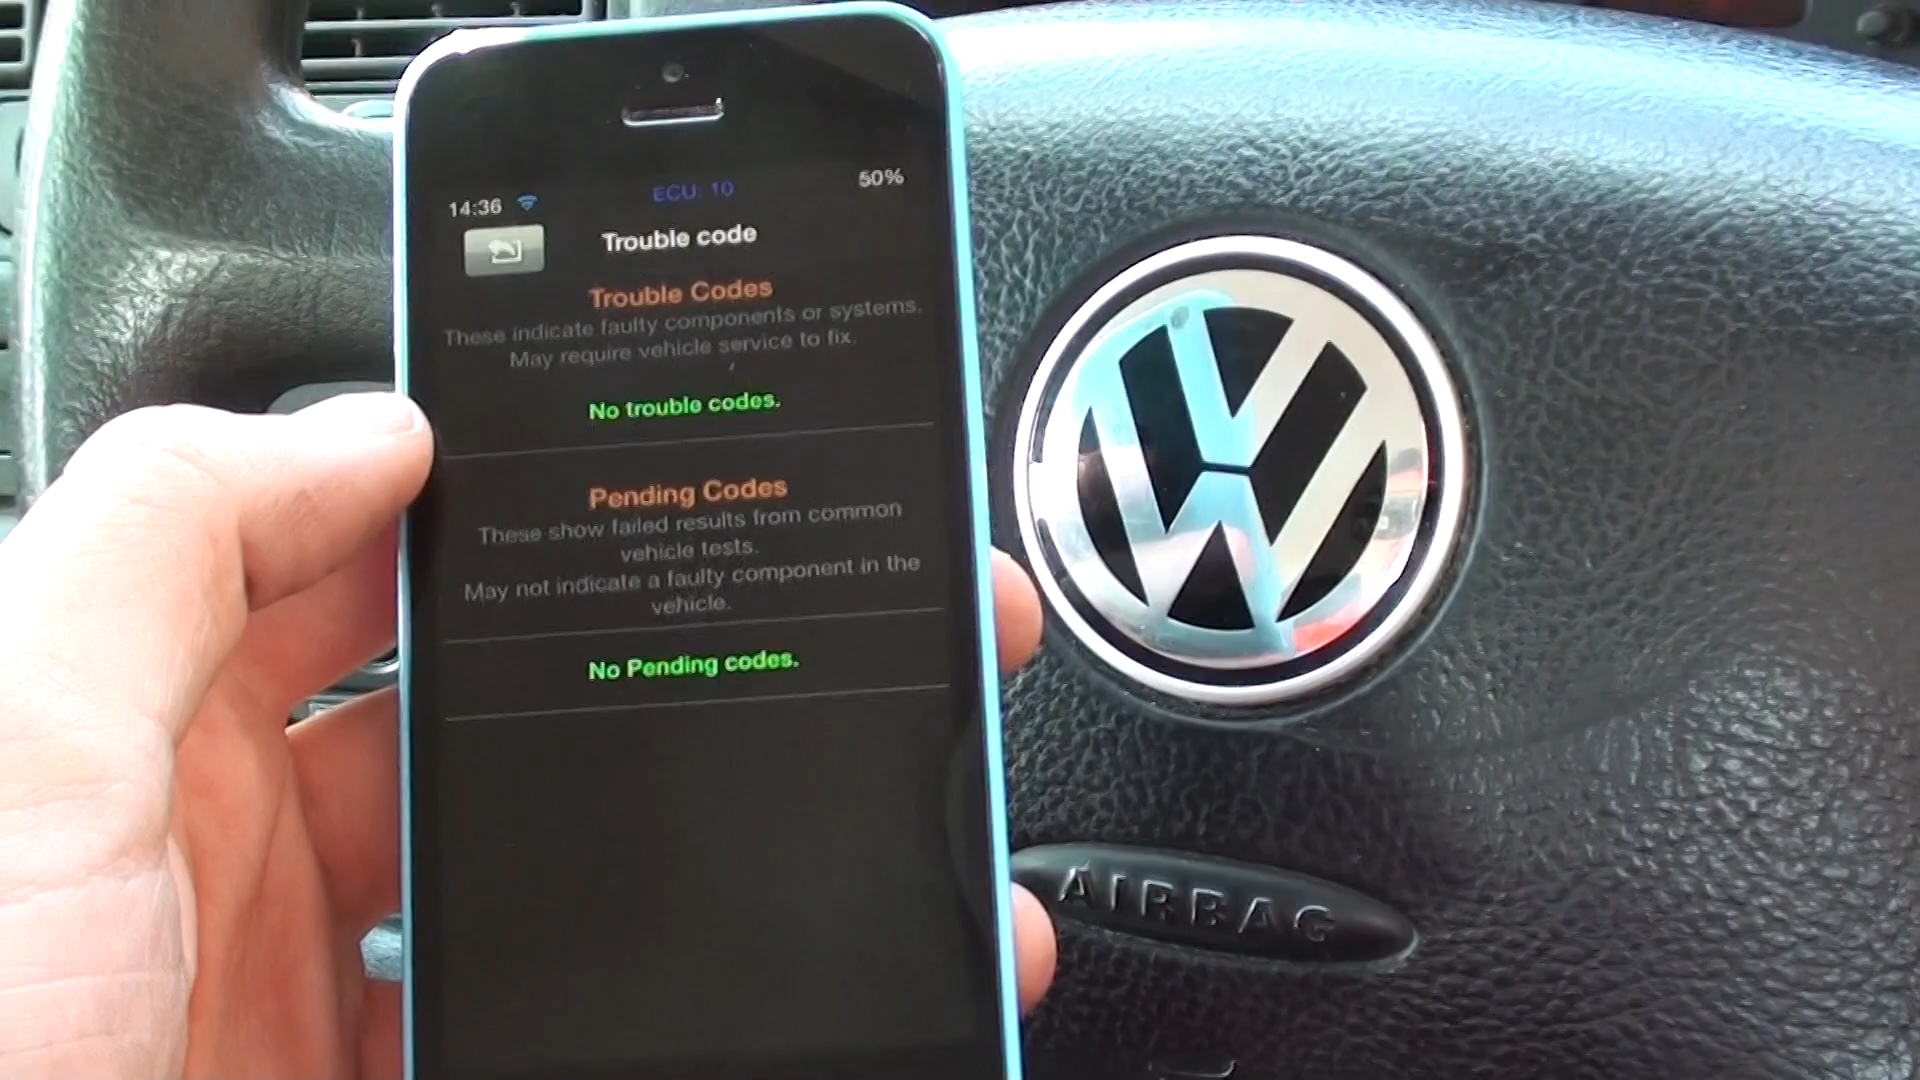 14:36 ECU: 10 50%
Trouble code
Trouble Codes
These indicate faulty components or systems.
May require vehicle service to fix.
No trouble codes.
Pending Codes
These show failed results from common
vehicle tests.
May not indicate a faulty component in the
vehicle.
No Pending codes.
AIRBAG